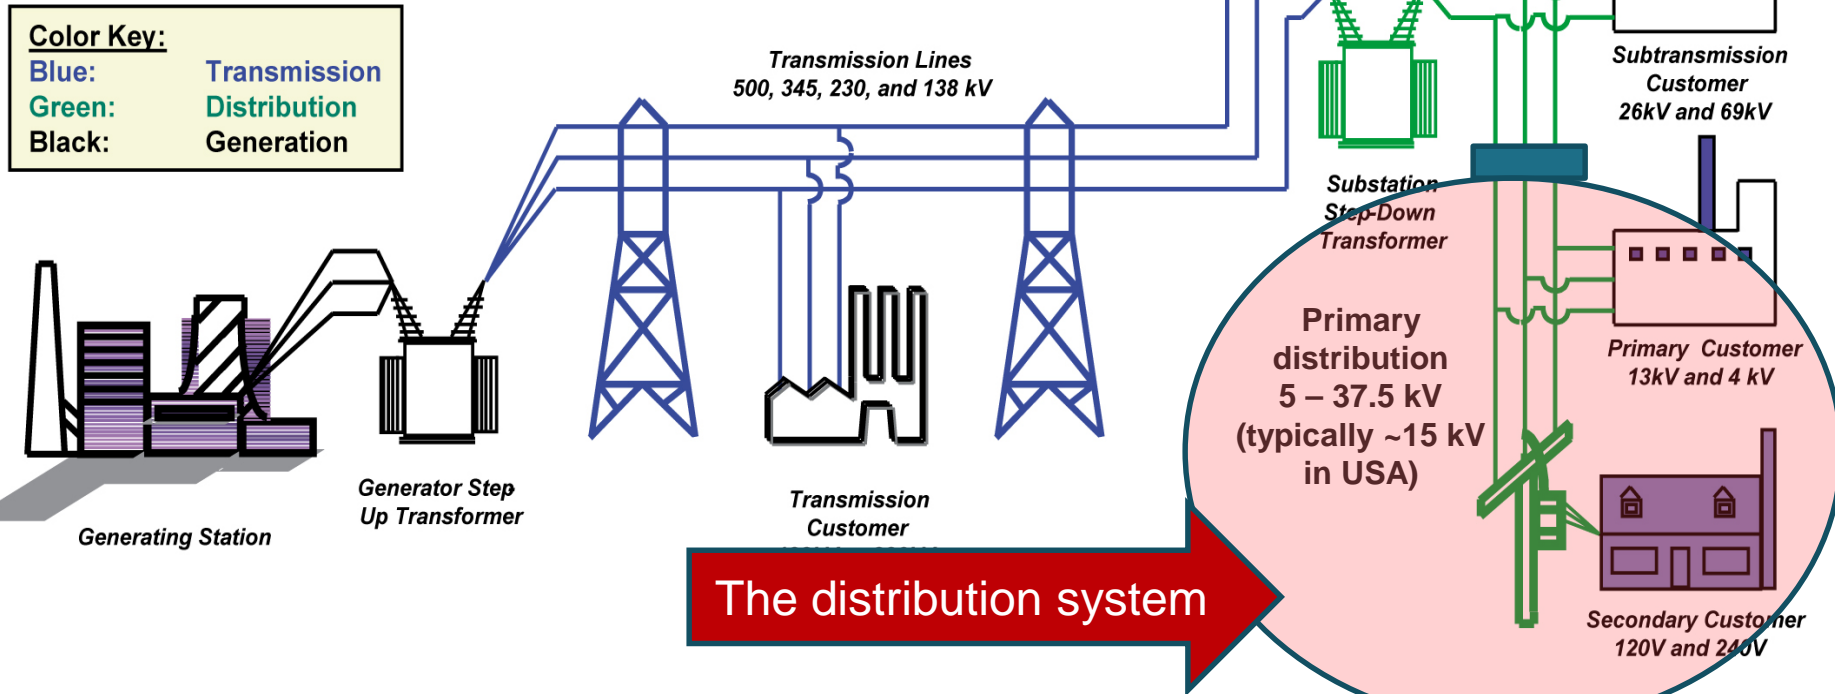 Color Key:
Blue: Transmission
Green: Distribution
Black: Generation
Transmission Lines
500, 345, 230, and 138 kV
Subtransmission
Customer
26kV and 69kV
Substation
Step-Down
Transformer
Primary
distribution
5 – 37.5 kV
(typically ~15 kV
in USA)
Primary Customer
13kV and 4 kV
Generator Step-
Up Transformer
Generating Station
Transmission
Customer
The distribution system
Secondary Customer
120V and 240V